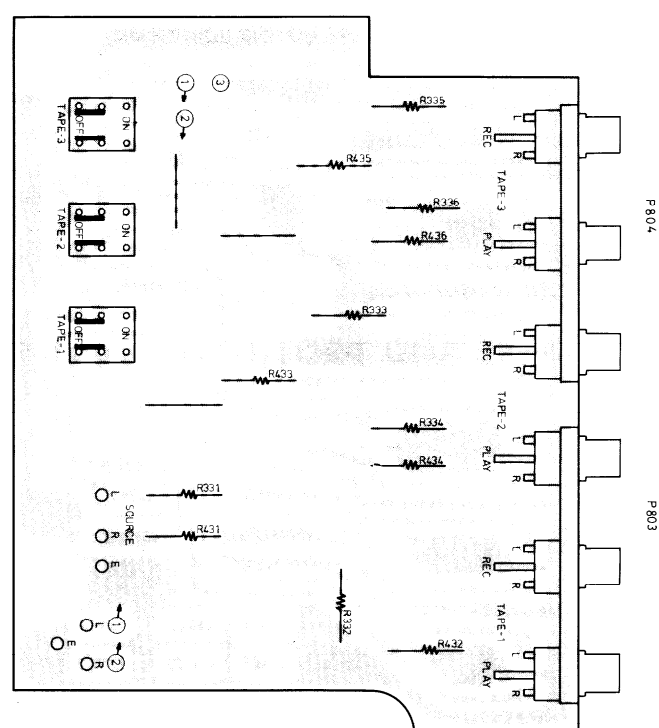 1
3
2
R335
R435
R336
R436
R333
R433
R334
R434
R331
R431
R332
R432
TAPE-3
OFF
ON
TAPE-2
OFF
ON
TAPE-1
OFF
ON
L
SOURCE
R
E
L
1
E
R
2
L
REC
R
TAPE-3
L
PLAY
R
L
REC
R
TAPE-2
L
PLAY
R
L
REC
R
TAPE-1
L
PLAY
R
P804
P803